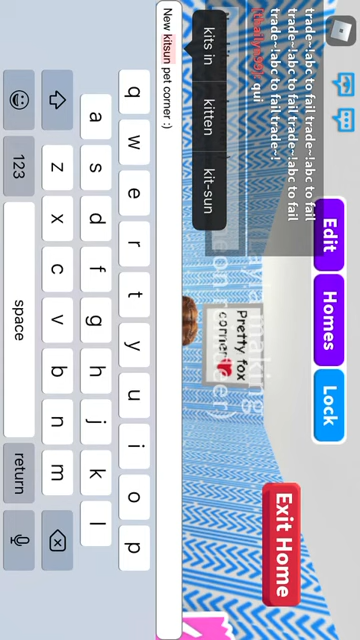 trade~!abc to fail trade~!abc to fail
trade~!abc to fail trade~!abc to fail
trade~!abc to fail trade~!
qui
Edit
Homes
Lock
Exit Home
Pretty fox
corner
making
kits in
kitten
kit-sun
New kitsun pet corner :)
q w e r t y u i o p
a s d f g h j k l
z x c v b n m
123
space
return